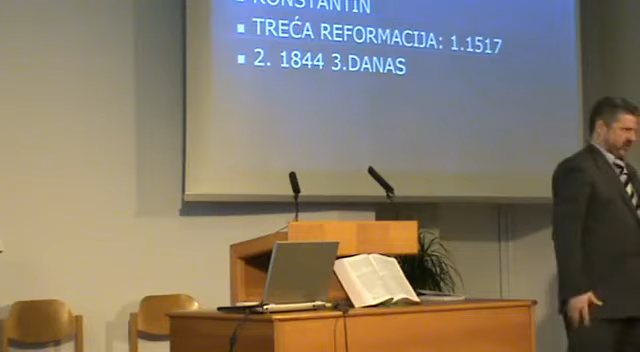 KONSTANTIN
▪ TREĆA REFORMACIJA: 1.1517
▪ 2. 1844 3.DANAS